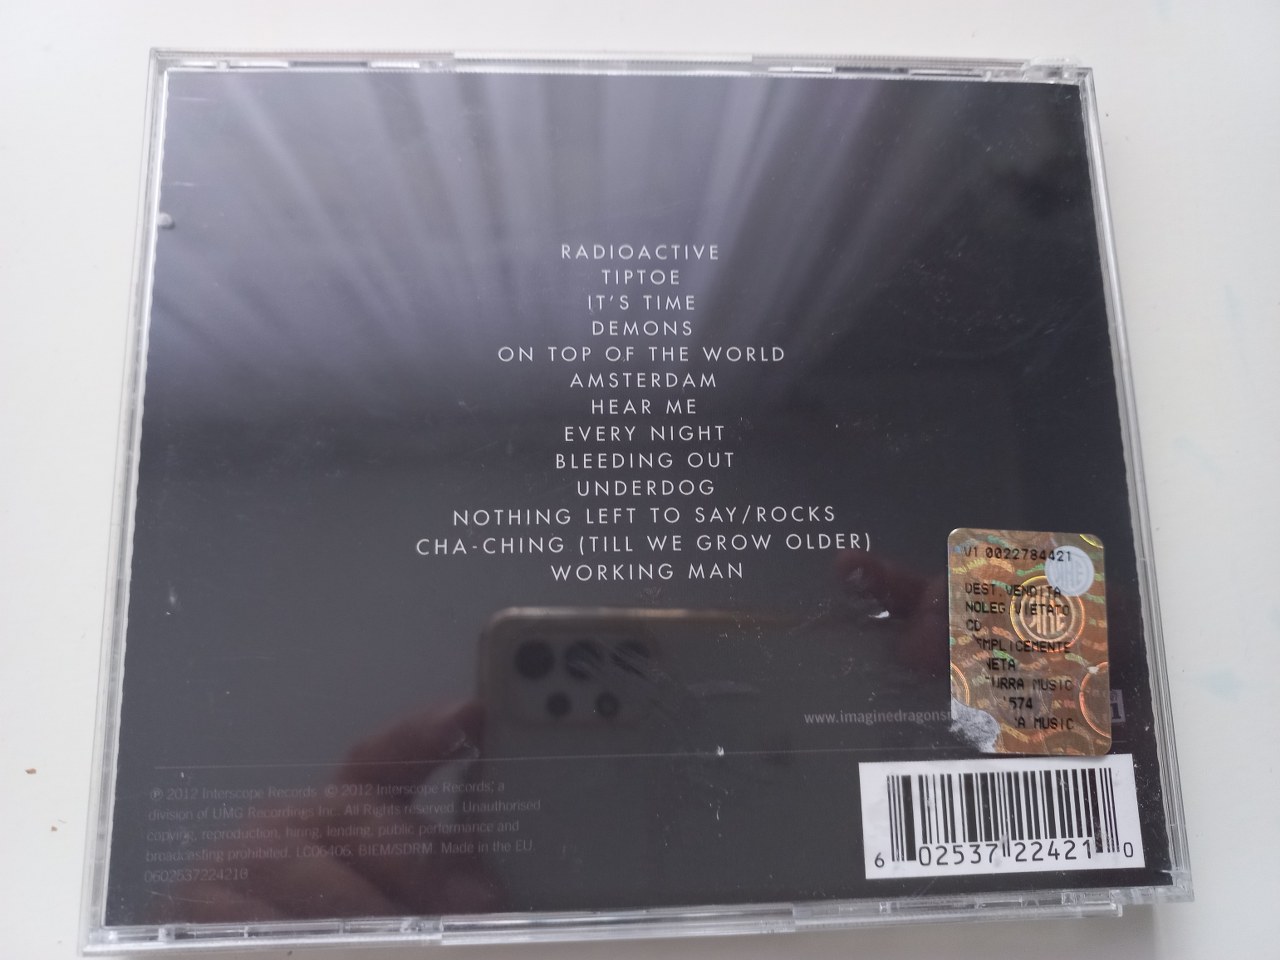 RADIOACTIVE
TIPTOE
IT'S TIME
DEMONS
ON TOP OF THE WORLD
AMSTERDAM
HEAR ME
EVERY NIGHT
BLEEDING OUT
UNDERDOG
NOTHING LEFT TO SAY/ROCKS
CHA-CHING (TILL WE GROW OLDER)
WORKING MAN
V1 0022784421
DEST.VENDITA
NOLEG VIETATO
CD
MPLICEMENTE
NETA
URRA MUSIC
574
A MUSIC
www.imaginedragons
℗ 2012 Interscope Records © 2012 Interscope Records, a
division of UMG Recordings Inc. All Rights reserved. Unauthorised
copying, reproduction, hiring, lending, public performance and
broadcasting prohibited. LC06406. BIEM/SDRM. Made in the EU.
0602537224210
6 02537 22421 0